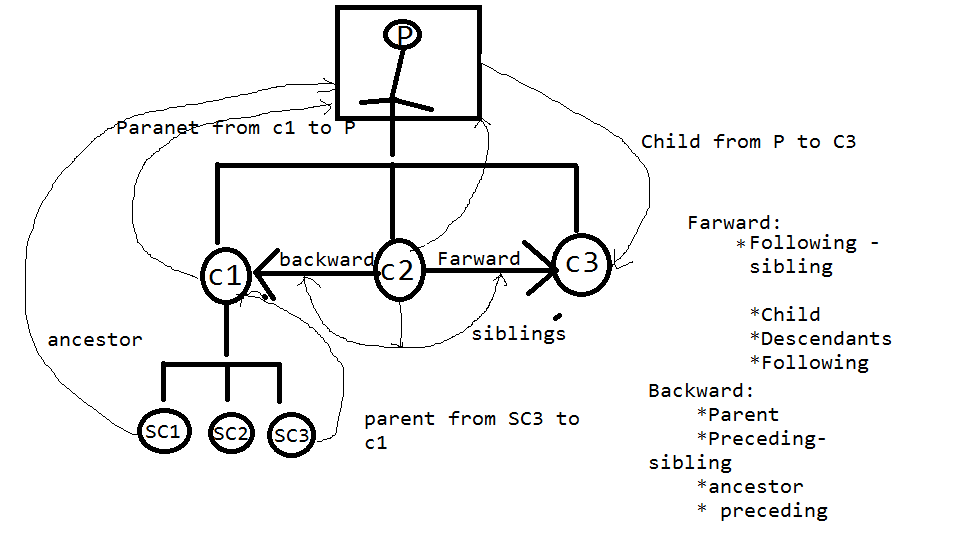 P
Paranet from c1 to P
Child from P to C3
Farward:
*Following -
sibling
backward
Farward
c1
c2
c3
*Child
siblings
ancestor
*Descendants
*Following
Backward:
*Parent
parent from SC3 to
c1
*Preceding-
sibling
SC1
SC2
SC3
*ancestor
* preceding